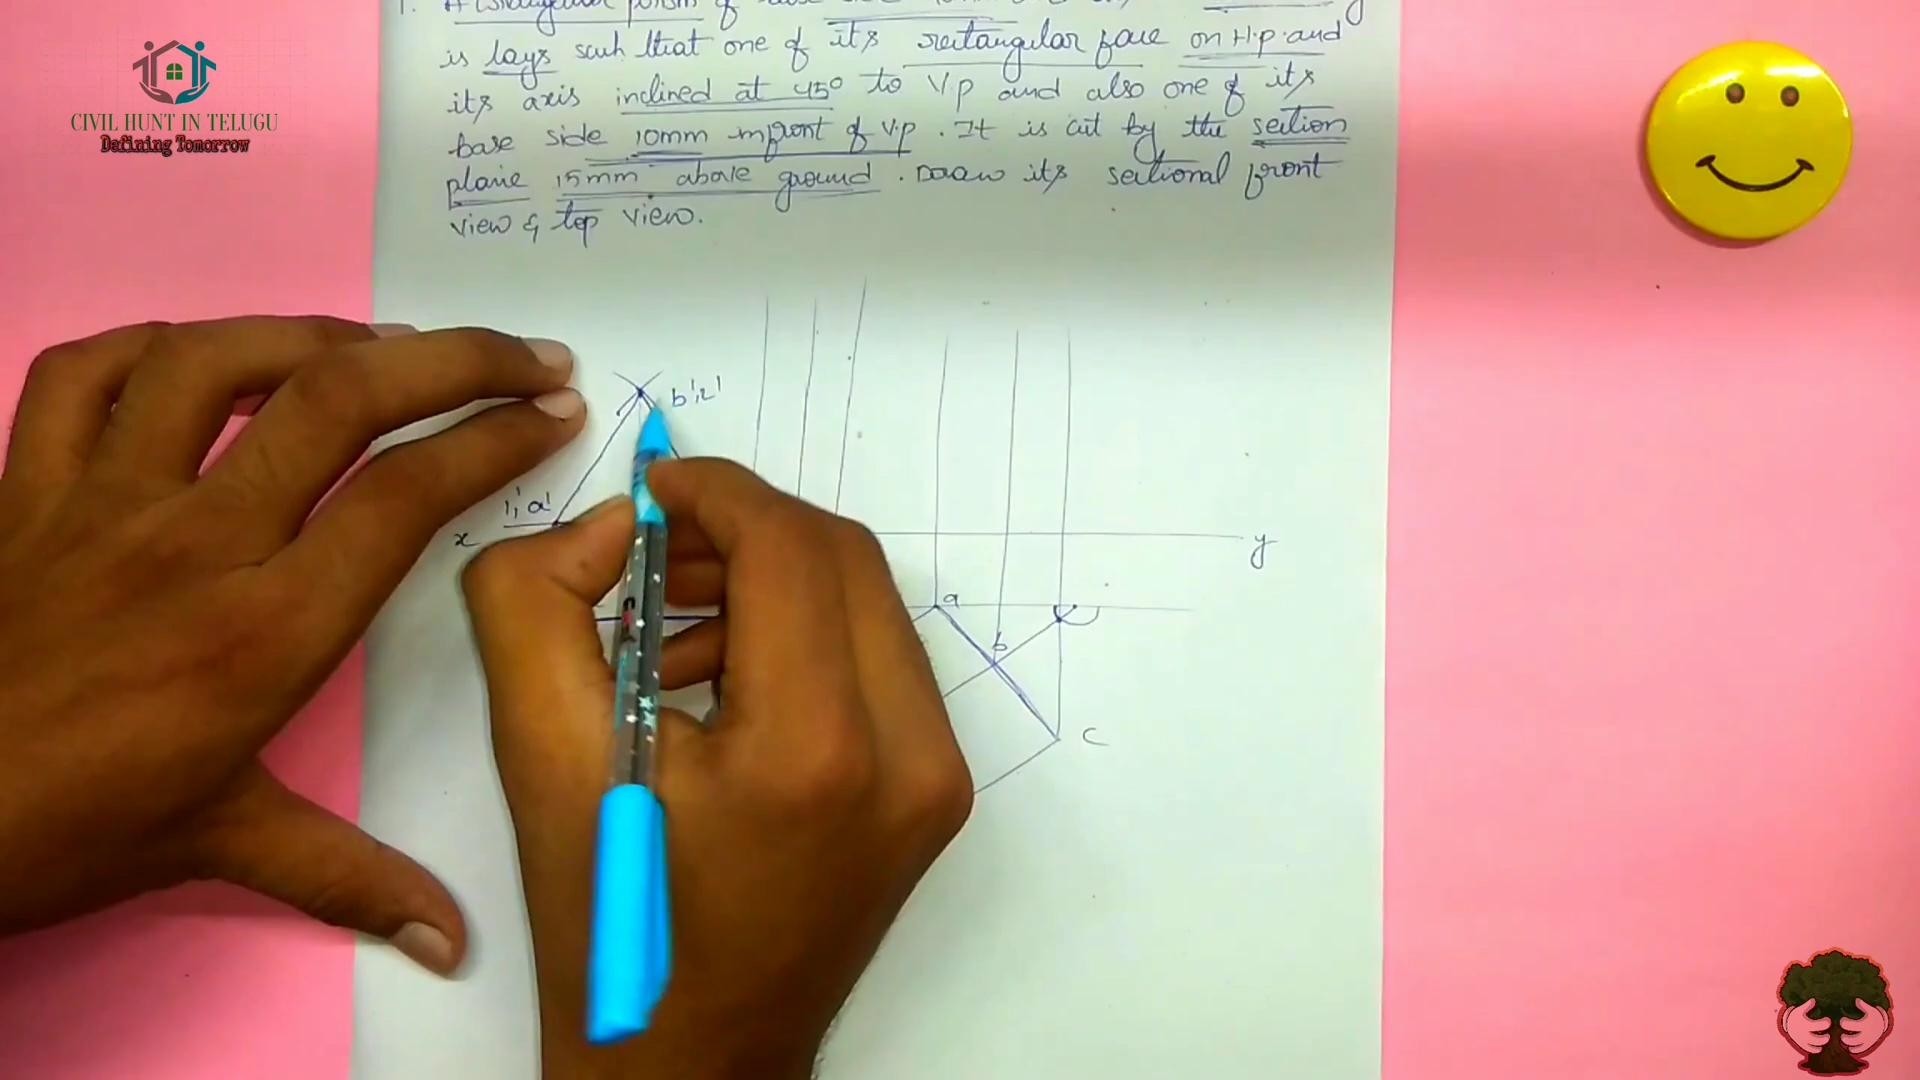 CIVIL HUNT IN TELUGU
Defining Tomorrow
is lays such that one of its rectangular face on H.p. and
its axis inclined at 45° to V.p and also one of its
base side 10mm infront of V.p. It is cut by the section
plane 15mm above ground. Draw its sectional front
view & top view.
b',2'
1,'a'
x
y
a
b
c